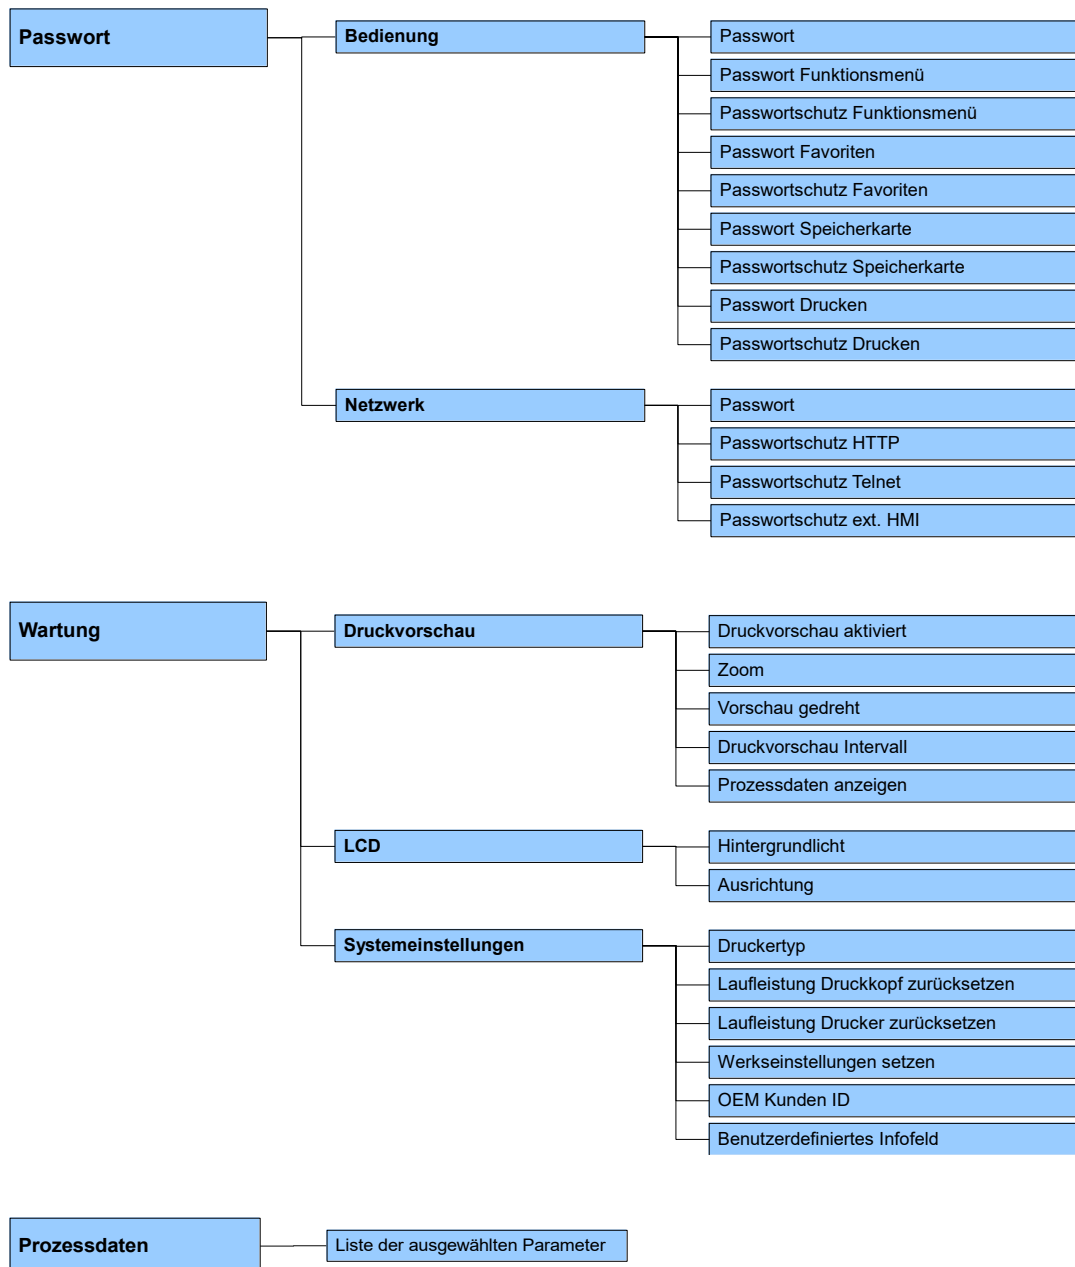 Passwort
Bedienung
Passwort
Passwort Funktionsmenü
Passwortschutz Funktionsmenü
Passwort Favoriten
Passwortschutz Favoriten
Passwort Speicherkarte
Passwortschutz Speicherkarte
Passwort Drucken
Passwortschutz Drucken
Netzwerk
Passwort
Passwortschutz HTTP
Passwortschutz Telnet
Passwortschutz ext. HMI
Wartung
Druckvorschau
Druckvorschau aktiviert
Zoom
Vorschau gedreht
Druckvorschau Intervall
Prozessdaten anzeigen
LCD
Hintergrundlicht
Ausrichtung
Systemeinstellungen
Druckertyp
Laufleistung Druckkopf zurücksetzen
Laufleistung Drucker zurücksetzen
Werkseinstellungen setzen
OEM Kunden ID
Benutzerdefiniertes Infofeld
Prozessdaten
Liste der ausgewählten Parameter